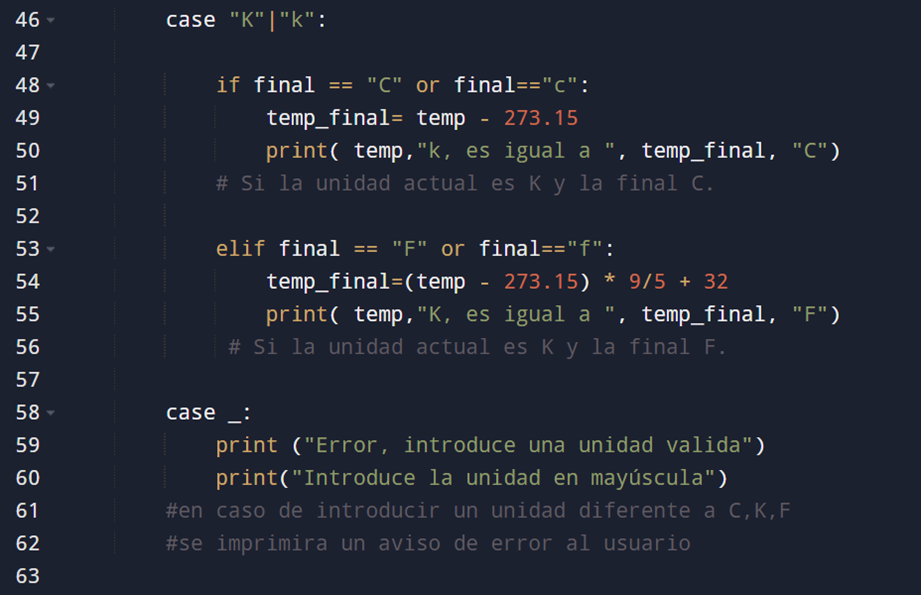 46 case "K"|"k":
47
48 if final == "C" or final=="c":
49 temp_final= temp - 273.15
50 print( temp,"k, es igual a ", temp_final, "C")
51 # Si la unidad actual es K y la final C.
52
53 elif final == "F" or final=="f":
54 temp_final=(temp - 273.15) * 9/5 + 32
55 print( temp,"K, es igual a ", temp_final, "F")
56 # Si la unidad actual es K y la final F.
57
58 case _:
59 print ("Error, introduce una unidad valida")
60 print("Introduce la unidad en mayúscula")
61 #en caso de introducir un unidad diferente a C,K,F
62 #se imprimira un aviso de error al usuario
63